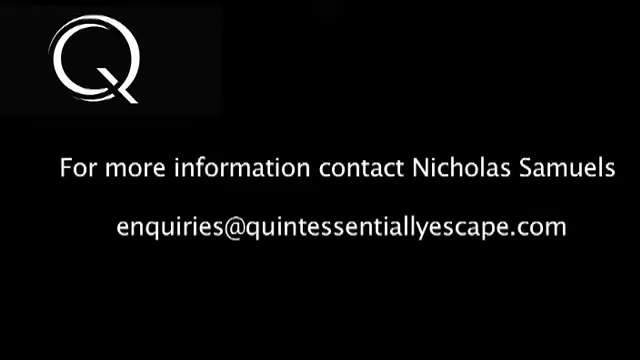 Q
For more information contact Nicholas Samuels
enquiries@quintessentiallyescape.com